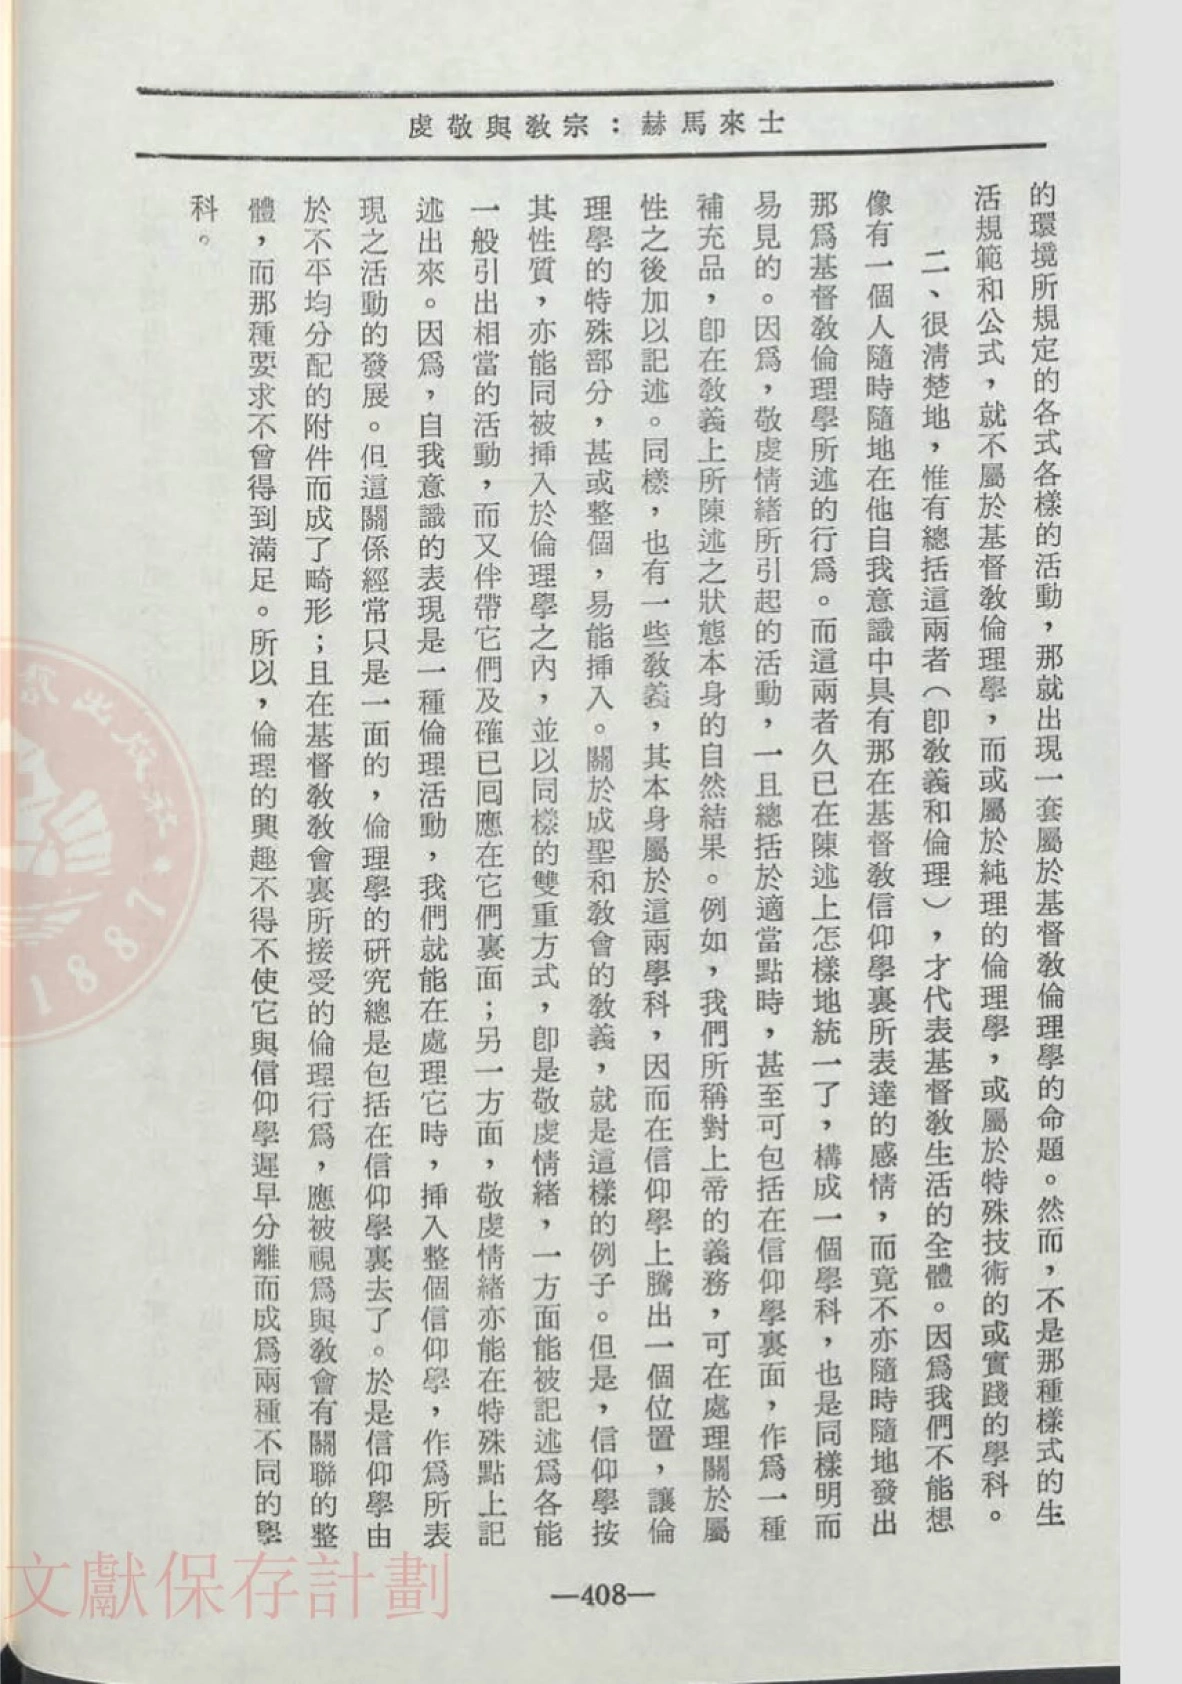 士來馬赫：宗教與敬虔
的環境所規定的各式各樣的活動，那就出現一套屬於基督教倫理學的命題。然而，不是那種樣式的生
活規範和公式，就不屬於基督教倫理學，而或屬於純理的倫理學，或屬於特殊技術的或實踐的學科。
二、很清楚地，惟有總括這兩者（卽教義和倫理），才代表基督教生活的全體。因爲我們不能想
像有一個人隨時隨地在他自我意識中具有那在基督教信仰學裏所表達的感情，而竟不亦隨時隨地發出
那爲基督教倫理學所述的行爲。而這兩者久已在陳述上怎樣地統一了，構成一個學科，也是同樣明而
易見的。因爲，敬虔情緒所引起的活動，一且總括於適當點時，甚至可包括在信仰學裏面，作爲一種
補充品，卽在教義上所陳述之狀態本身的自然結果。例如，我們所稱對上帝的義務，可在處理關於屬
性之後加以記述。同樣，也有一些教義，其本身屬於這兩學科，因而在信仰學上騰出一個位置，讓倫
理學的特殊部分，甚或整個，易能挿入。關於成聖和教會的教義，就是這樣的例子。但是，信仰學按
其性質，亦能同被挿入於倫理學之內，並以同樣的雙重方式，卽是敬虔情緒，一方面能被記述爲各能
一般引出相當的活動，而又伴帶它們及確已囘應在它們裏面；另一方面，敬虔情緒亦能在特殊點上記
述出來。因爲，自我意識的表現是一種倫理活動，我們就能在處理它時，挿入整個信仰學，作爲所表
現之活動的發展。但這關係經常只是一面的，倫理學的研究總是包括在信仰學裏去了。於是信仰學由
於不平均分配的附件而成了畸形；且在基督教教會裏所接受的倫理行爲，應被視爲與教會有關聯的整
體，而那種要求不曾得到滿足。所以，倫理的興趣不得不使它與信仰學遲早分離而成爲兩種不同的學
科。
—408—
出版社
1887
文獻保存計劃